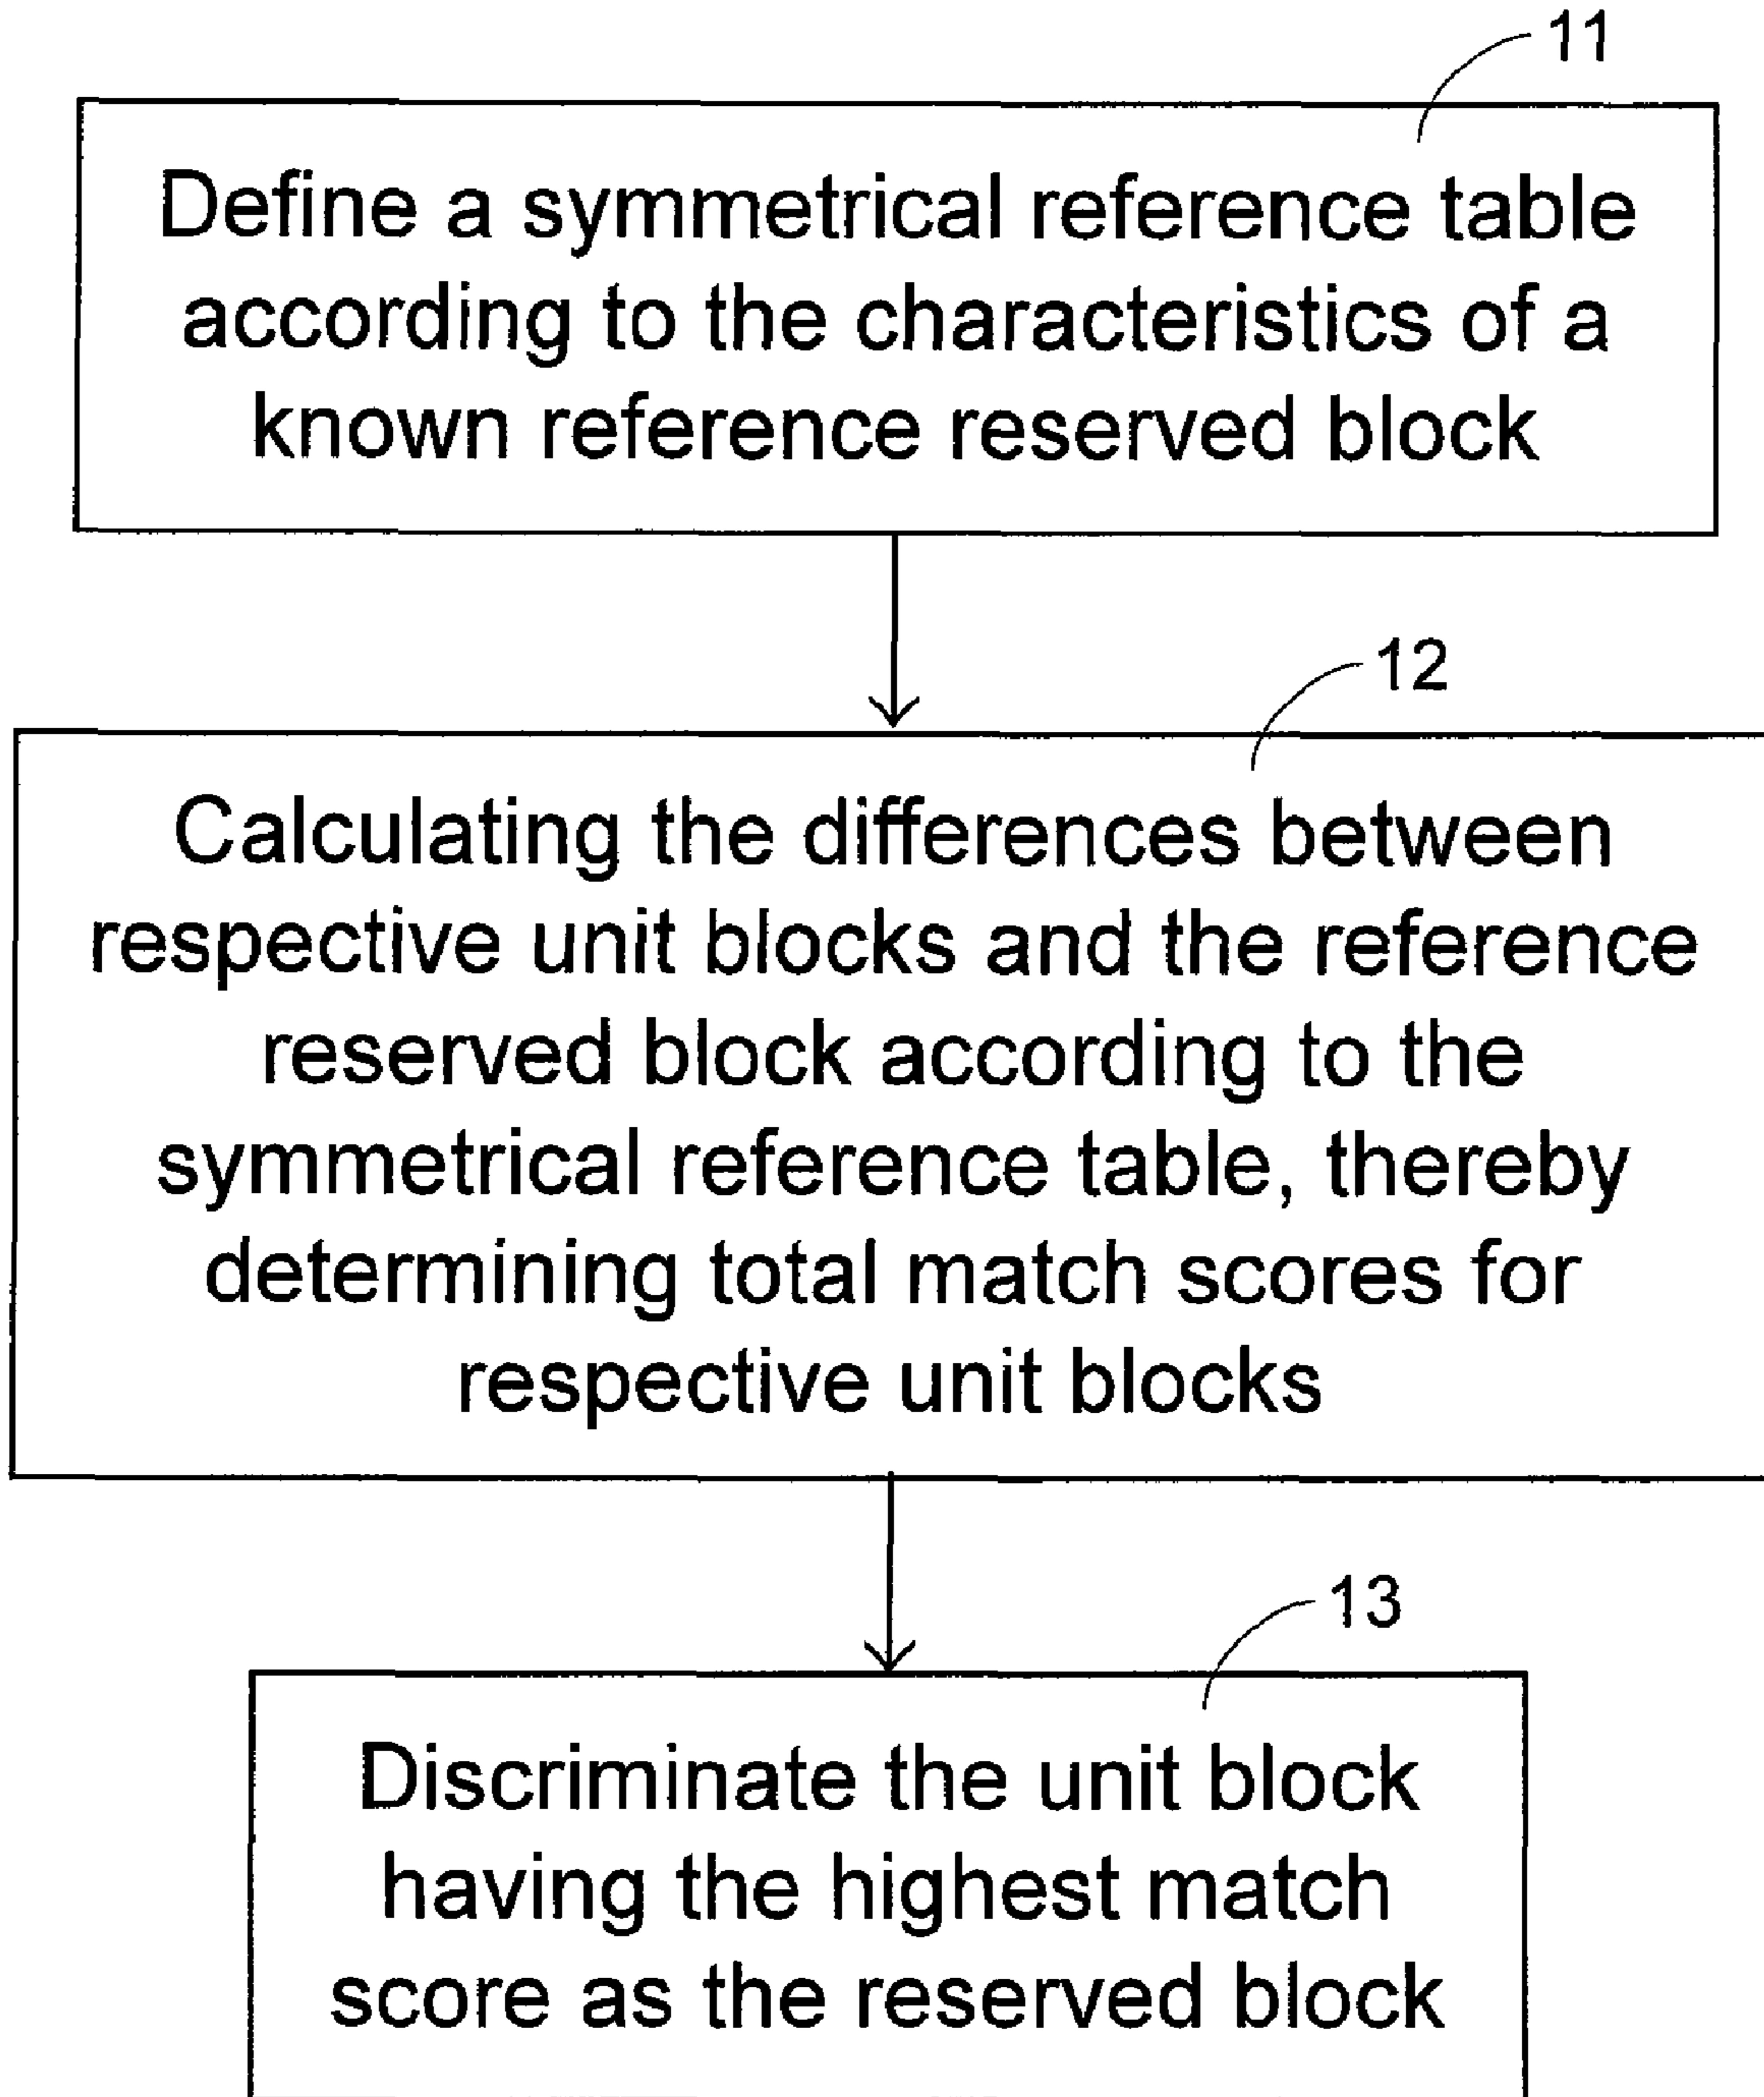 11
Define a symmetrical reference table
according to the characteristics of a
known reference reserved block
12
Calculating the differences between
respective unit blocks and the reference
reserved block according to the
symmetrical reference table, thereby
determining total match scores for
respective unit blocks
13
Discriminate the unit block
having the highest match
score as the reserved block